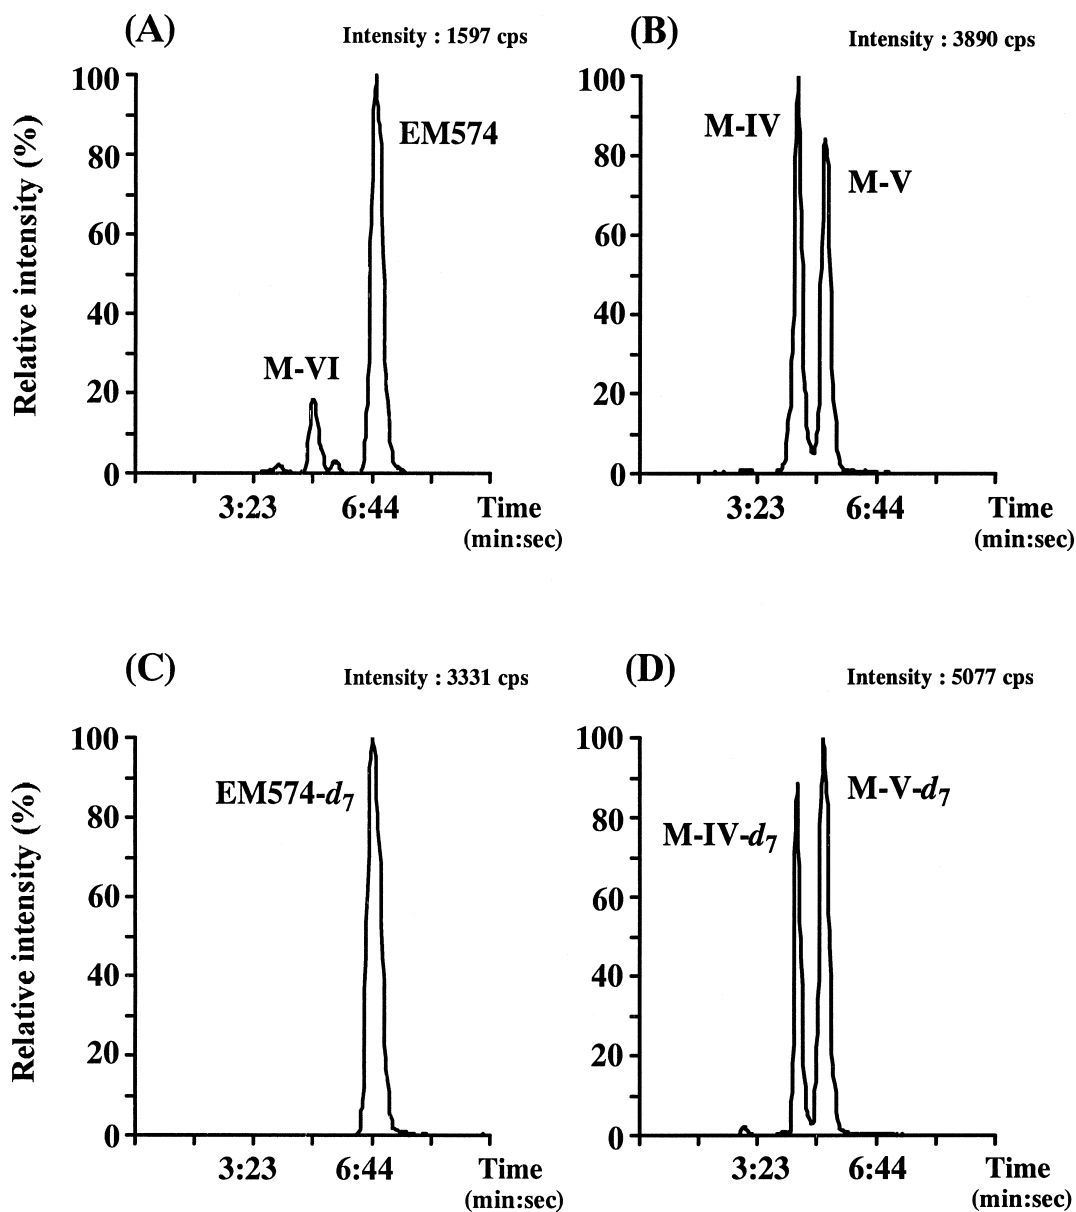 (A)
Intensity : 1597 cps
Relative intensity (%)
100
80
60
40
20
0
EM574
M-VI
3:23
6:44
Time
(min:sec)
(B)
Intensity : 3890 cps
100
80
60
40
20
0
M-IV
M-V
3:23
6:44
Time
(min:sec)
(C)
Intensity : 3331 cps
Relative intensity (%)
100
80
60
40
20
0
EM574-d7
3:23
6:44
Time
(min:sec)
(D)
Intensity : 5077 cps
100
80
60
40
20
0
M-V-d7
M-IV-d7
3:23
6:44
Time
(min:sec)